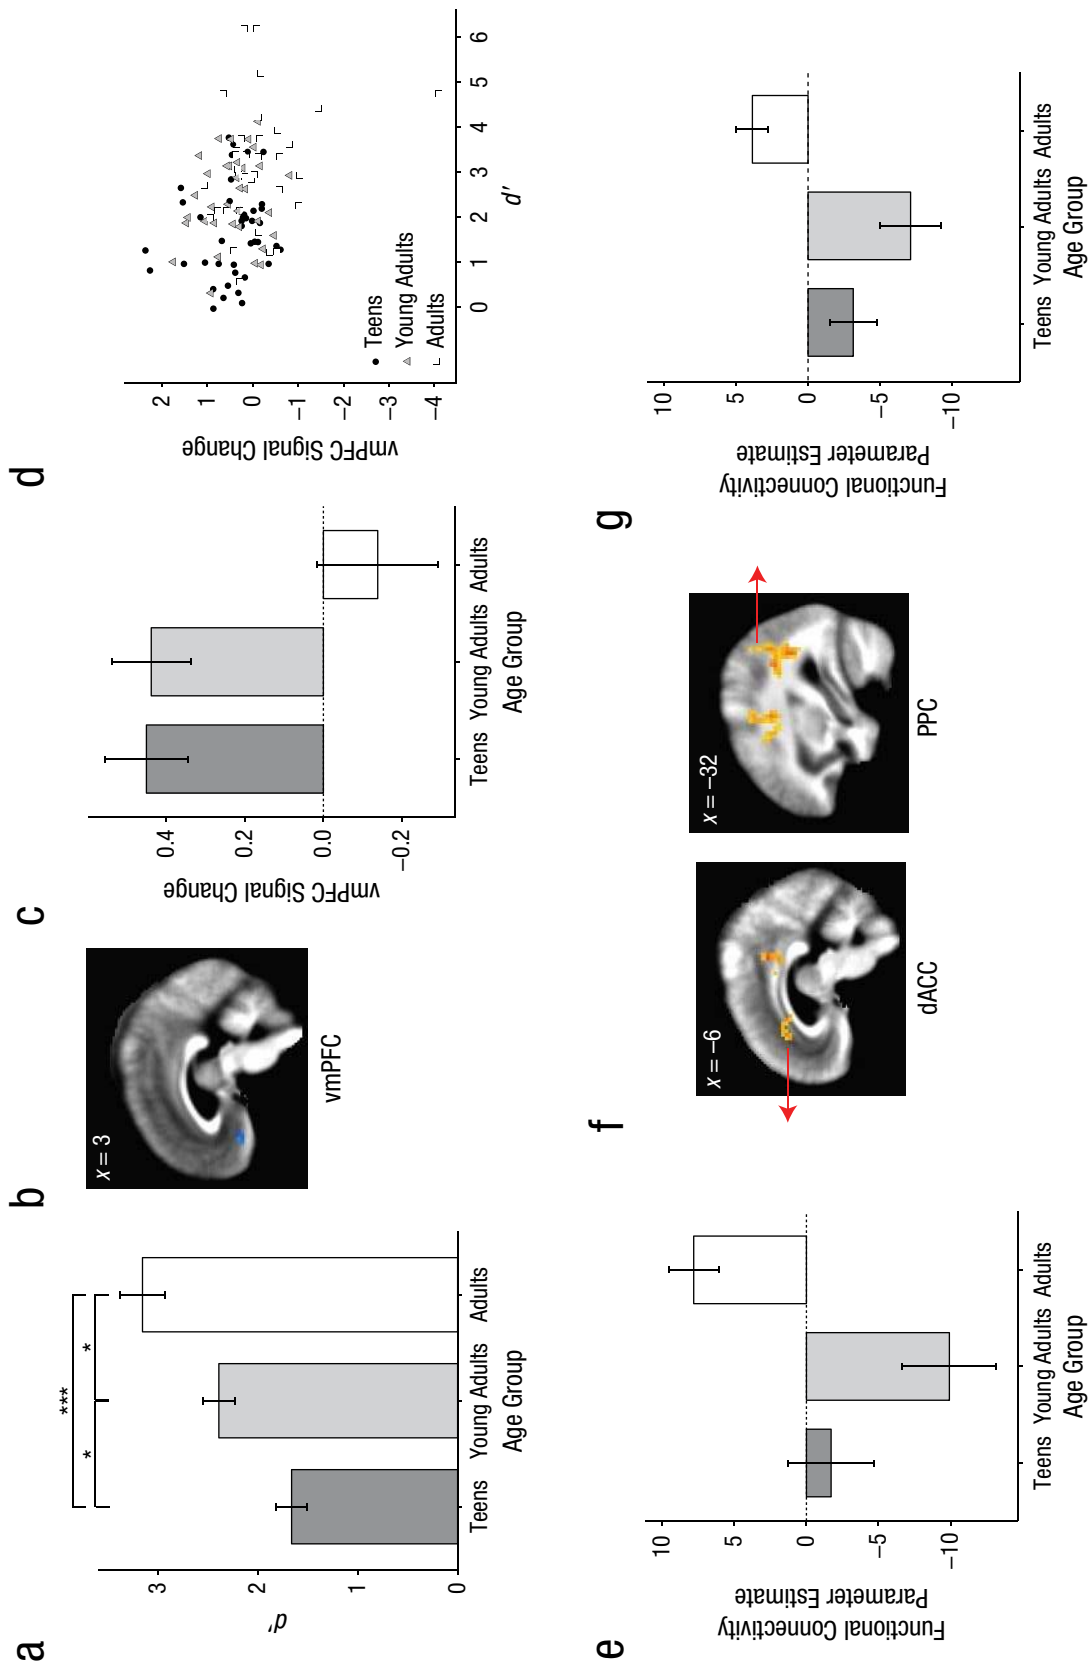 a
***
*
*
3
2
1
0
d′
Teens
Young Adults
Adults
Age Group
b
x = 3
vmPFC
c
0.4
0.2
0.0
−0.2
vmPFC Signal Change
Teens
Young Adults
Adults
Age Group
d
2
1
0
−1
−2
−3
−4
vmPFC Signal Change
Teens
Young Adults
Adults
0
1
2
3
4
5
6
d′
e
10
5
0
−5
−10
Functional Connectivity
Parameter Estimate
Teens
Young Adults
Adults
Age Group
f
x = −6
dACC
x = −32
PPC
g
10
5
0
−5
−10
Functional Connectivity
Parameter Estimate
Teens
Young Adults
Adults
Age Group